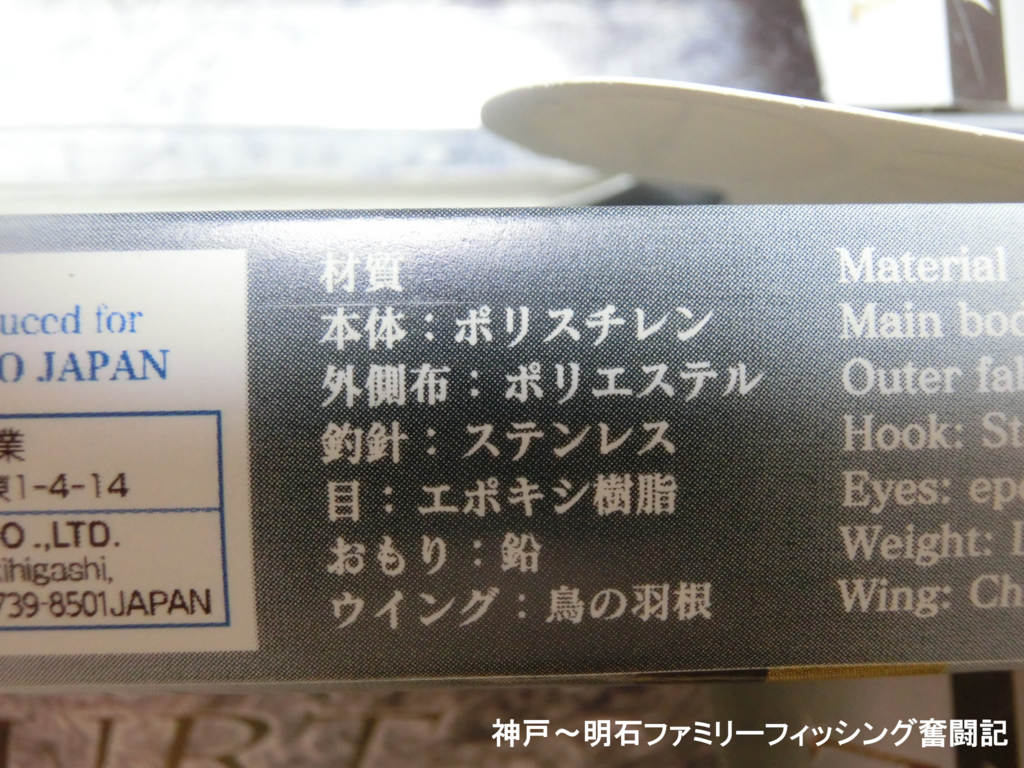 材質
本体：ポリスチレン
外側布：ポリエステル
釣針：ステンレス
目：エポキシ樹脂
おもり：鉛
ウイング：鳥の羽根
Material
Main
Outer
Hook:
Eyes:
Weight:
Wing:
for
JAPAN
業
1-4-14
O.,LTD.
ihigashi,
739-8501JAPAN
神戸～明石ファミリーフィッシング奮闘記